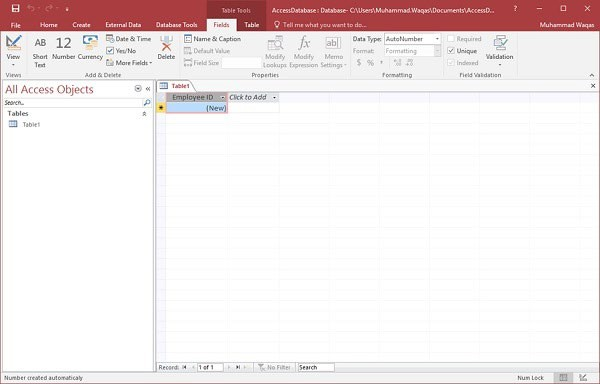 Table Tools
AccessDatabase : Database- C:\Users\Muhammad.Waqas\Documents\AccessD...
?
File
Home
Create
External Data
Database Tools
Fields
Table
Tell me what you want to do...
Muhammad Waqas
View
AB
Short Text
12
Number
Currency
Date & Time
Yes/No
More Fields
Delete
Name & Caption
Default Value
Field Size
Modify Lookups
fx
Modify Expression
ab|
Memo Settings
Data Type: AutoNumber
Format: Formatting
$ % ,
Required
Unique
Indexed
Validation
Views
Add & Delete
Properties
Formatting
Field Validation
All Access Objects
Search...
Tables
Table1
Table1
Employee ID
Click to Add
(New)
Record:
1 of 1
No Filter
Search
Number created automaticaly
Num Lock